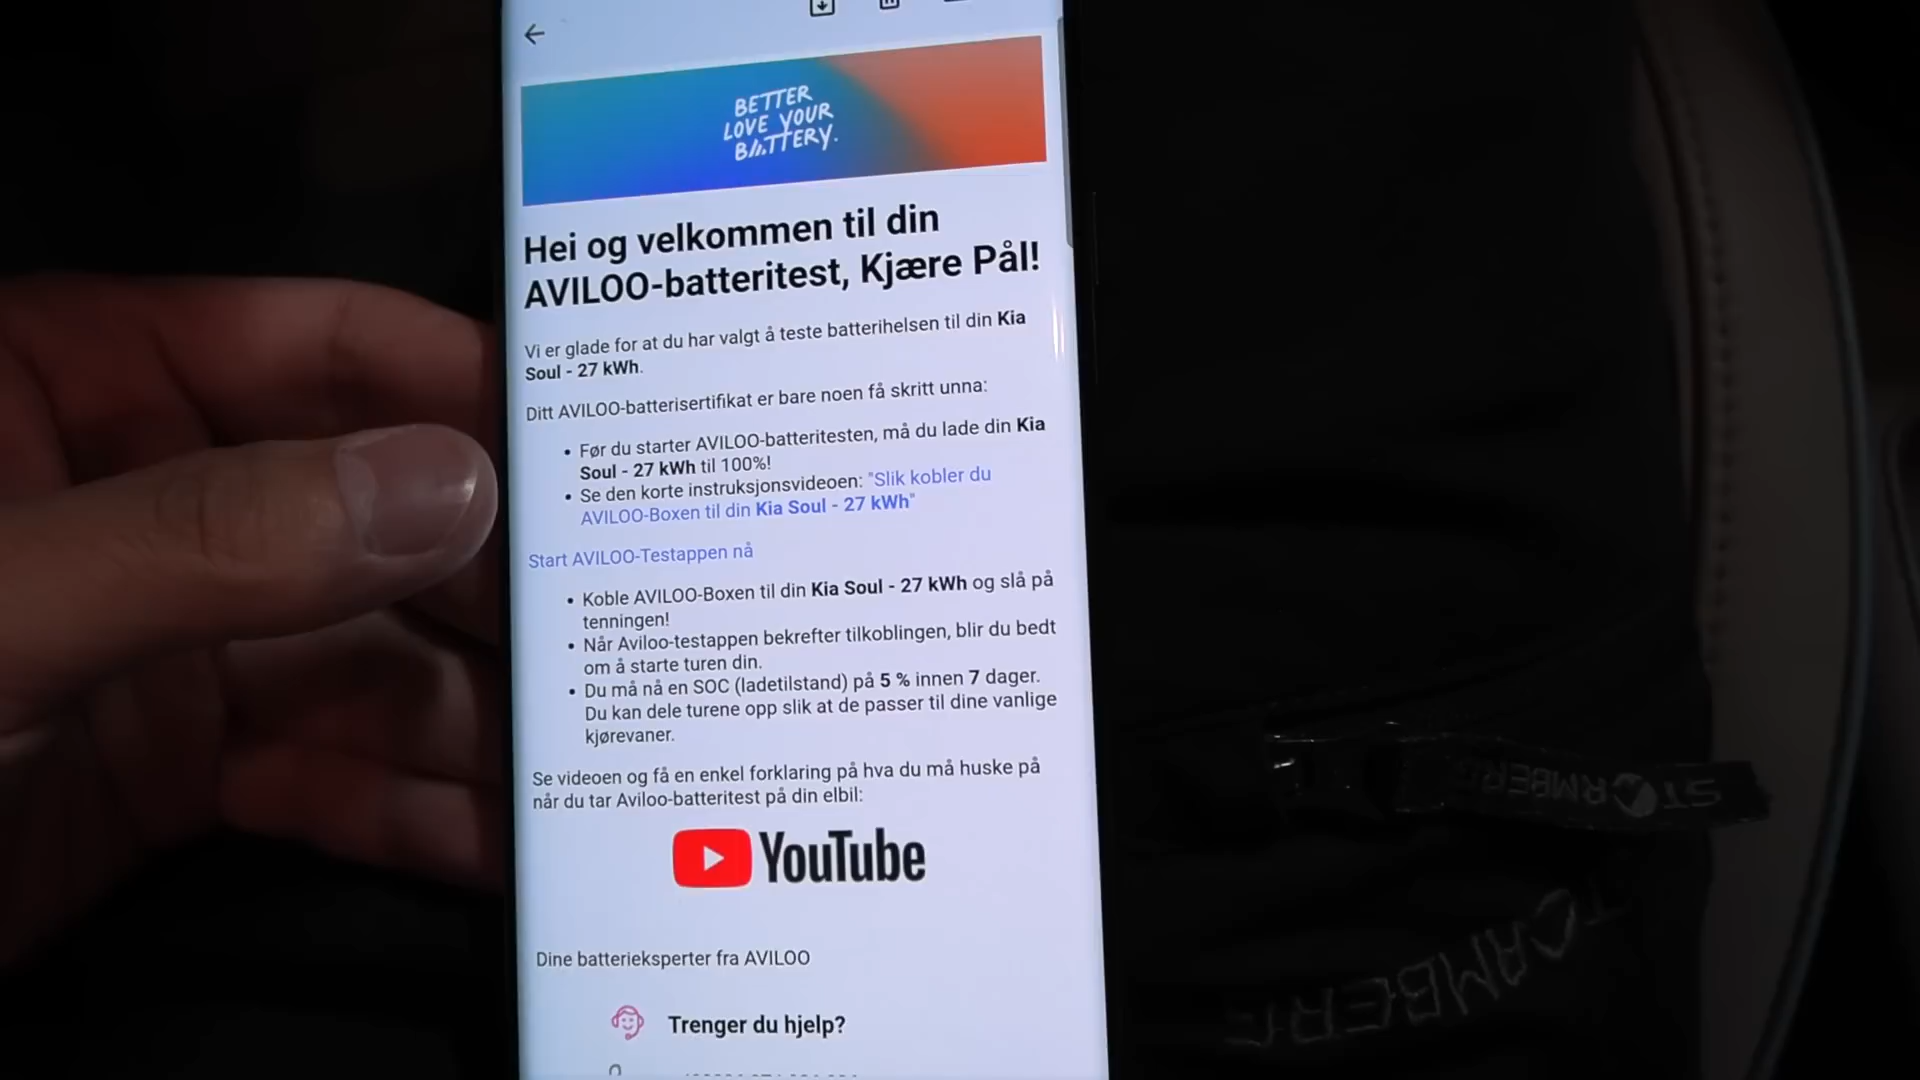 BETTER
LOVE YOUR
BATTERY.
Hei og velkommen til din
AVILOO-batteritest, Kjære Pål!
Vi er glade for at du har valgt å teste batterihelsen til din Kia
Soul - 27 kWh.
Ditt AVILOO-batterisertifikat er bare noen få skritt unna:
• Før du starter AVILOO-batteritesten, må du lade din Kia
Soul - 27 kWh til 100%!
• Se den korte instruksjonsvideoen: "Slik kobler du
AVILOO-Boxen til din Kia Soul - 27 kWh"
Start AVILOO-Testappen nå
• Koble AVILOO-Boxen til din Kia Soul - 27 kWh og slå på
tenningen!
• Når Aviloo-testappen bekrefter tilkoblingen, blir du bedt
om å starte turen din.
• Du må nå en SOC (ladetilstand) på 5 % innen 7 dager.
Du kan dele turene opp slik at de passer til dine vanlige
kjørevaner.
Se videoen og få en enkel forklaring på hva du må huske på
når du tar Aviloo-batteritest på din elbil:
YouTube
Dine batterieksperter fra AVILOO
Trenger du hjelp?
STORMBERG
STORMBERG